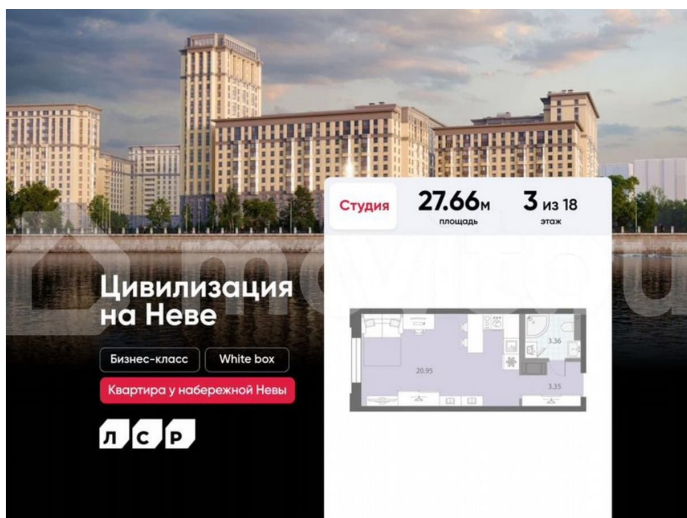 Студия
27.66м
площадь
3 из 18
этаж
Цивилизация
на Неве
Бизнес-класс
White box
Квартира у набережной Невы
ЛСР
20.95
3.36
3.35